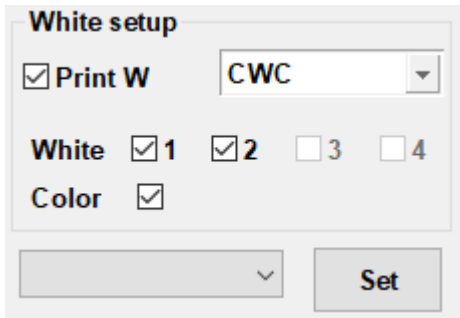 White setup
Print W CWC
White 1 2 3 4
Color
Set